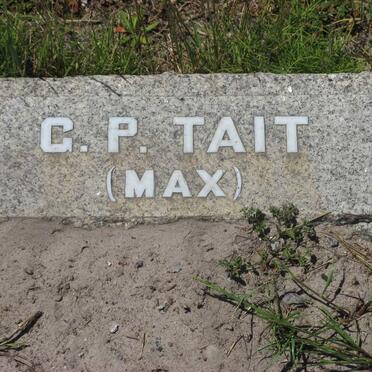 C. P. TAIT
(MAX)